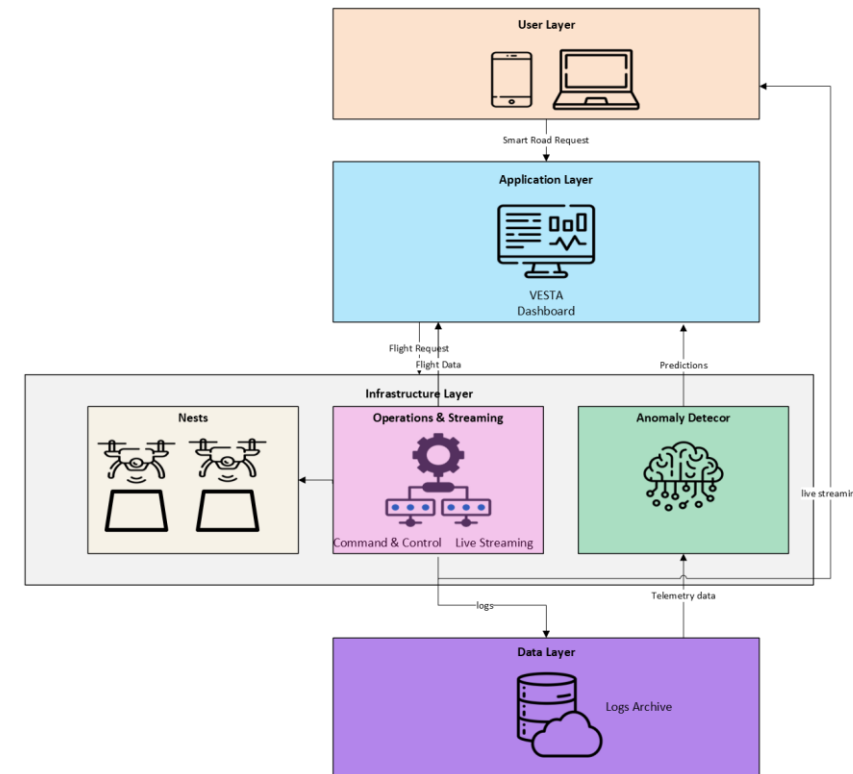 User Layer
Smart Road Request
Application Layer
VESTA
Dashboard
Flight Request
Flight Data
Predictions
Infrastructure Layer
Nests
Operations & Streaming
Anomaly Detecor
Command & Control
Live Streaming
live streamin
Telemetry data
logs
Data Layer
Logs Archive